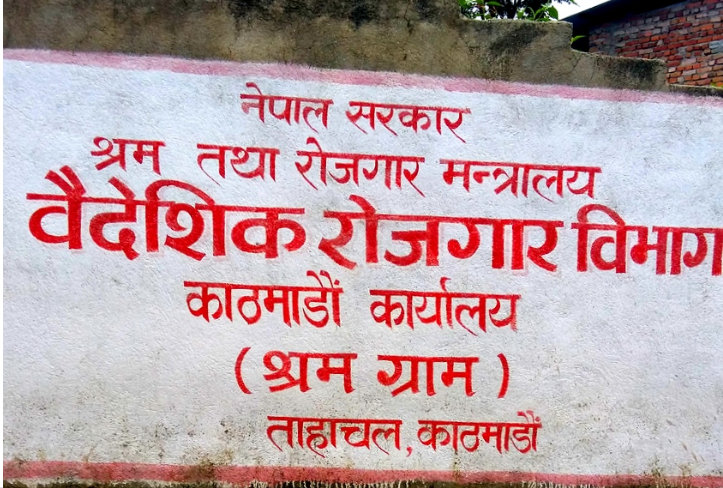 नेपाल सरकार
श्रम तथा रोजगार मन्त्रालय
वैदेशिक रोजगार विभाग
काठमाडौं कार्यालय
(श्रम ग्राम)
ताहाचल, काठमाडौं